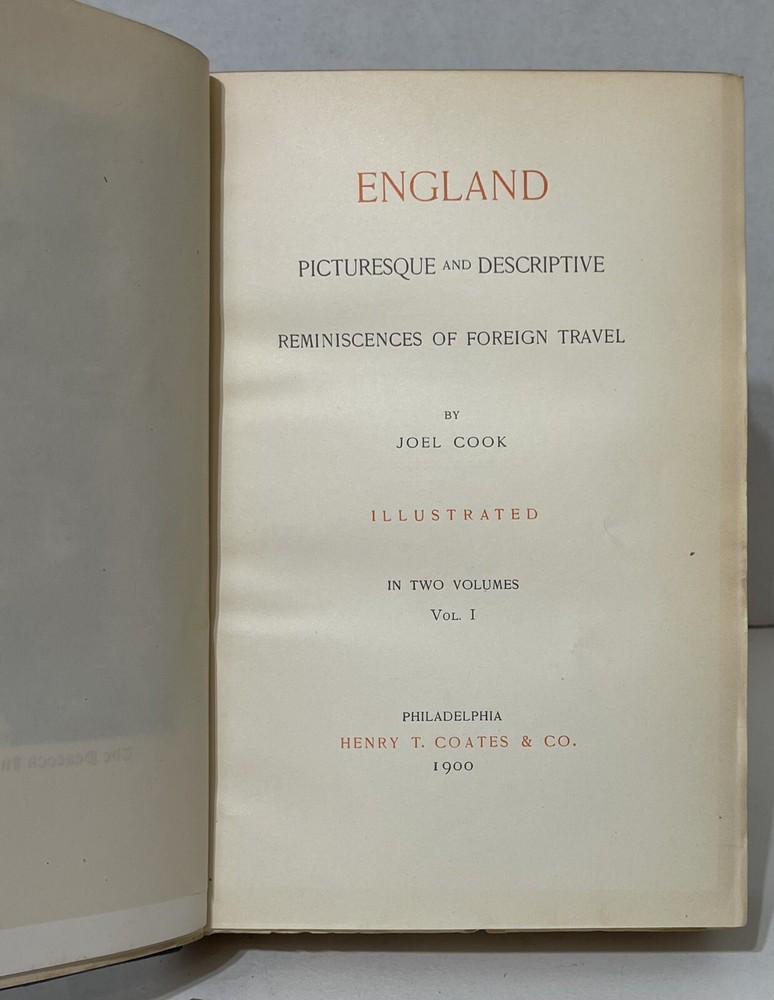 ENGLAND
PICTURESQUE AND DESCRIPTIVE
REMINISCENCES OF FOREIGN TRAVEL
BY
JOEL COOK
ILLUSTRATED
IN TWO VOLUMES
VOL. I
PHILADELPHIA
HENRY T. COATES & CO.
1900